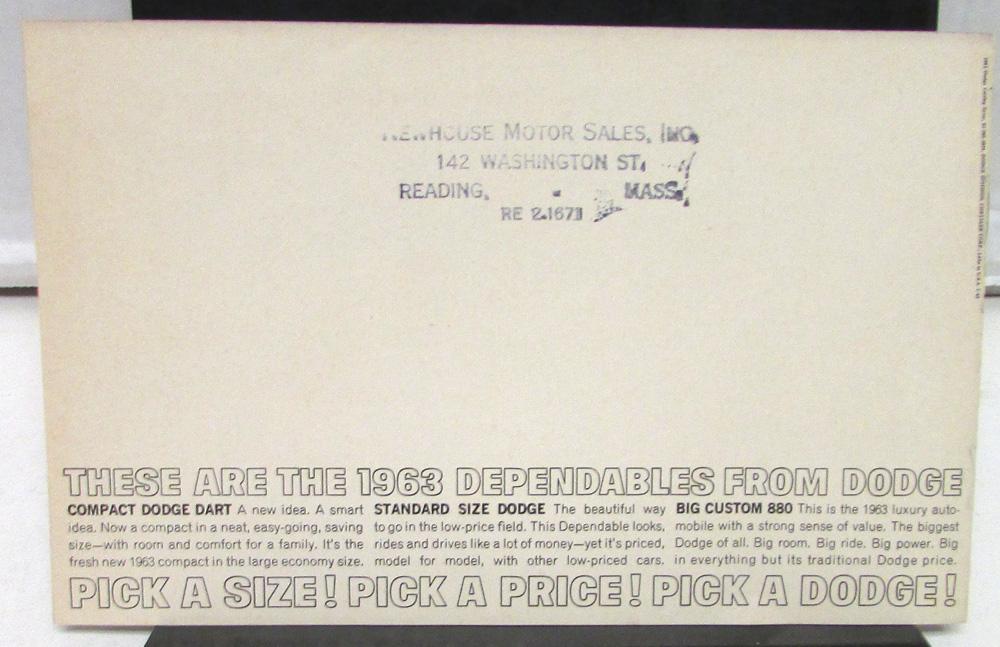 NEWHOUSE MOTOR SALES, INC.
142 WASHINGTON ST.
READING, MASS.
RE 2-1671
THESE ARE THE 1963 DEPENDABLES FROM DODGE
COMPACT DODGE DART A new idea. A smart
idea. Now a compact in a neat, easy-going, saving
size—with room and comfort for a family. It's the
fresh new 1963 compact in the large economy size.
STANDARD SIZE DODGE The beautiful way
to go in the low-price field. This Dependable looks,
rides and drives like a lot of money—yet it's priced,
model for model, with other low-priced cars.
BIG CUSTOM 880 This is the 1963 luxury auto-
mobile with a strong sense of value. The biggest
Dodge of all. Big room. Big ride. Big power. Big
in everything but its traditional Dodge price.
PICK A SIZE! PICK A PRICE! PICK A DODGE!